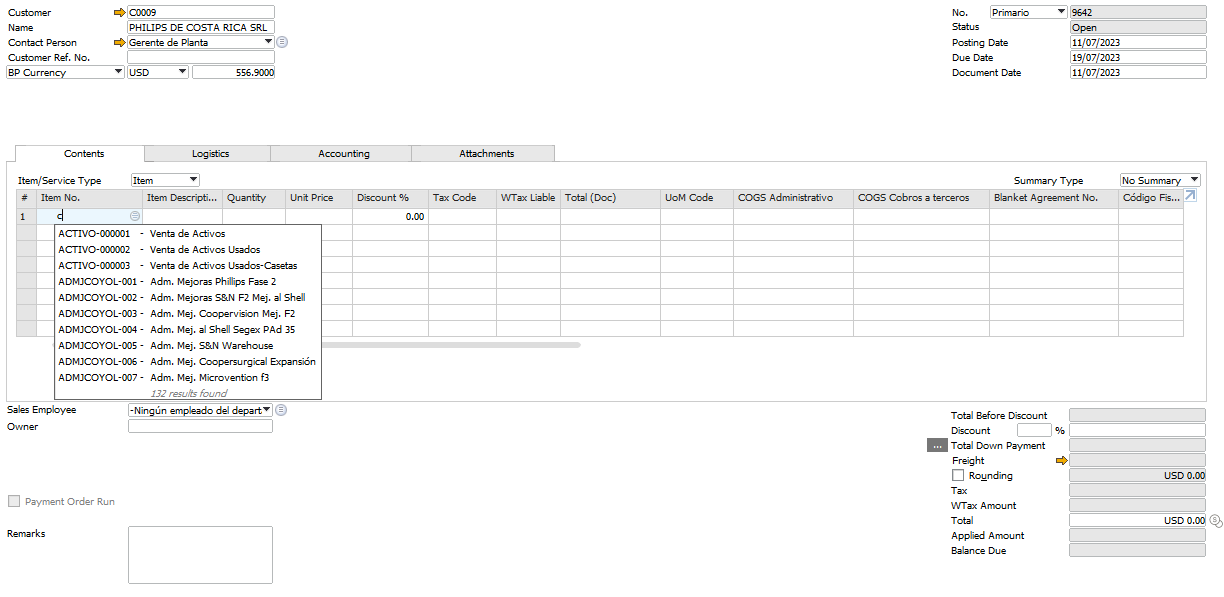 Customer C0009
Name PHILIPS DE COSTA RICA SRL
Contact Person Gerente de Planta
Customer Ref. No.
BP Currency USD 556.9000
No. Primario 9642
Status Open
Posting Date 11/07/2023
Due Date 19/07/2023
Document Date 11/07/2023
Contents Logistics Accounting Attachments
Item/Service Type Item Summary Type No Summary
# Item No. Item Descripti... Quantity Unit Price Discount % Tax Code WTax Liable Total (Doc) UoM Code COGS Administrativo COGS Cobros a terceros Blanket Agreement No. Código Fis...
1 c 0.00
ACTIVO-000001 - Venta de Activos
ACTIVO-000002 - Venta de Activos Usados
ACTIVO-000003 - Venta de Activos Usados-Casetas
ADMJCOYOL-001 - Adm. Mejoras Phillips Fase 2
ADMJCOYOL-002 - Adm. Mejoras S&N F2 Mej. al Shell
ADMJCOYOL-003 - Adm. Mej. Coopervision Mej. F2
ADMJCOYOL-004 - Adm. Mej. al Shell Segex PAd 35
ADMJCOYOL-005 - Adm. Mej. S&N Warehouse
ADMJCOYOL-006 - Adm. Mej. Coopersurgical Expansión
ADMJCOYOL-007 - Adm. Mej. Microvention f3
132 results found
Sales Employee -Ningún empleado del depart
Owner
Payment Order Run
Remarks
Total Before Discount
Discount %
... Total Down Payment
Freight
Rounding USD 0.00
Tax
WTax Amount
Total USD 0.00
Applied Amount
Balance Due